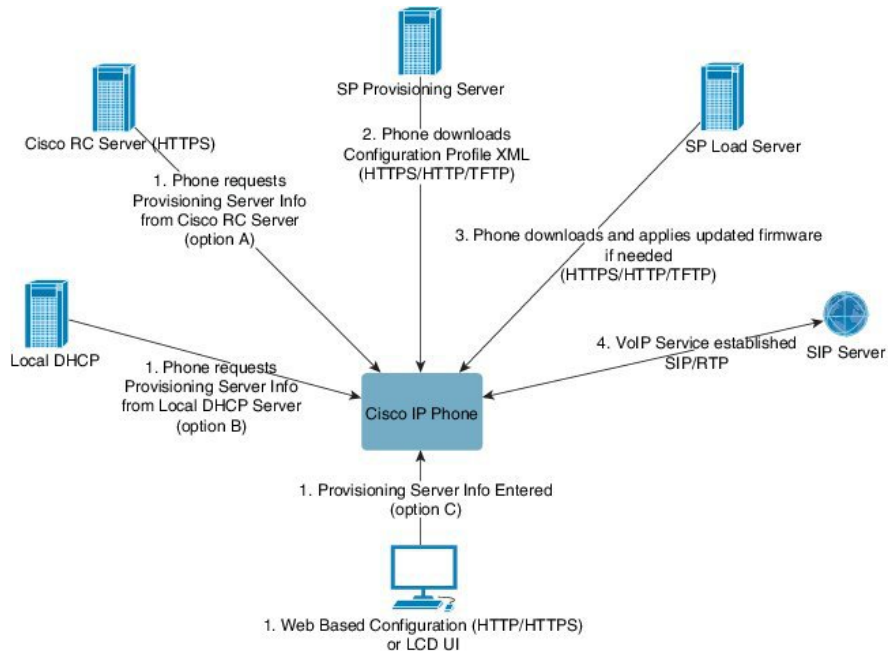 SP Provisioning Server
Cisco RC Server (HTTPS)
SP Load Server
2. Phone downloads
Configuration Profile XML
(HTTPS/HTTP/TFTP)
1. Phone requests
Provisioning Server Info
from Cisco RC Server
(option A)
3. Phone downloads and applies updated firmware
if needed
(HTTPS/HTTP/TFTP)
Local DHCP
1. Phone requests
Provisioning Server Info
from Local DHCP Server
(option B)
4. VoIP Service established
SIP/RTP
SIP Server
Cisco IP Phone
1. Provisioning Server Info Entered
(option C)
1. Web Based Configuration (HTTP/HTTPS)
or LCD UI